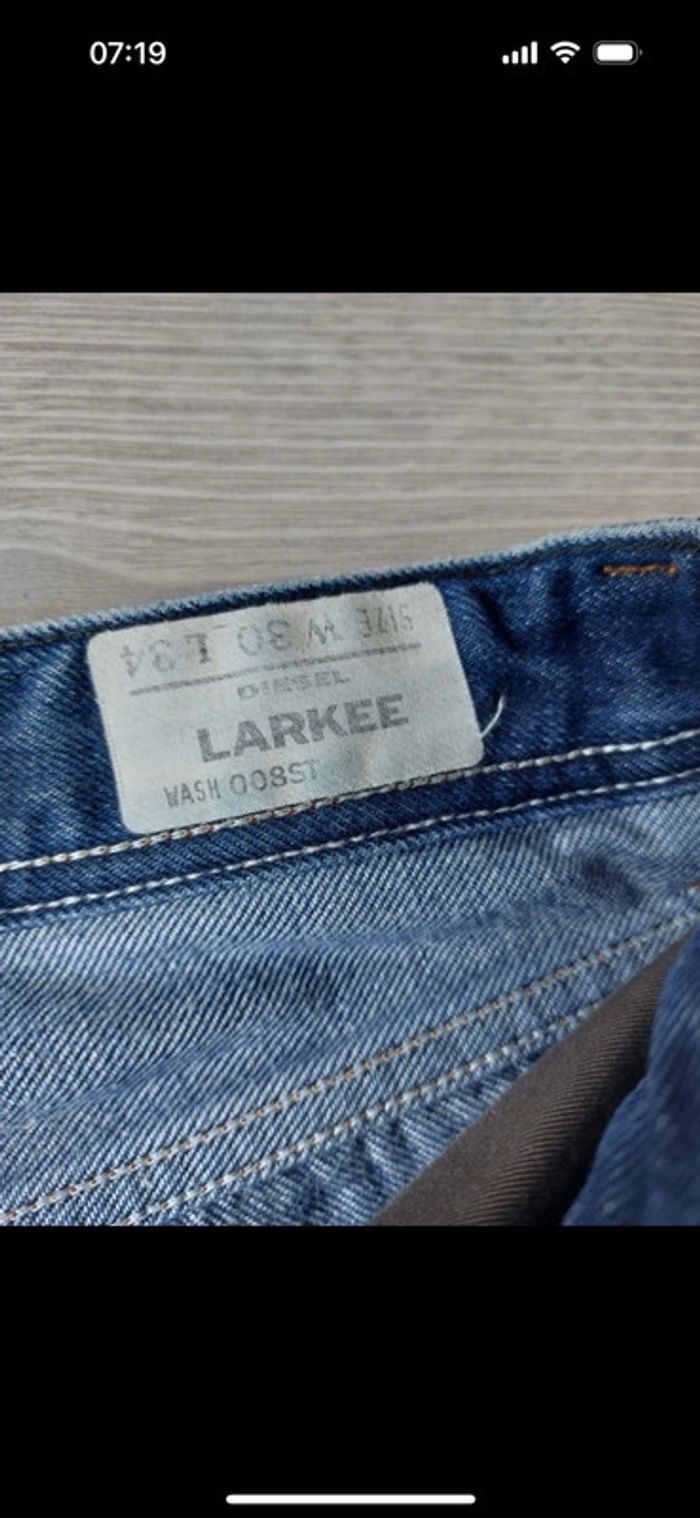 07:19
SIZE W 30 L 34
DIESEL
LARKEE
WASH 008ST